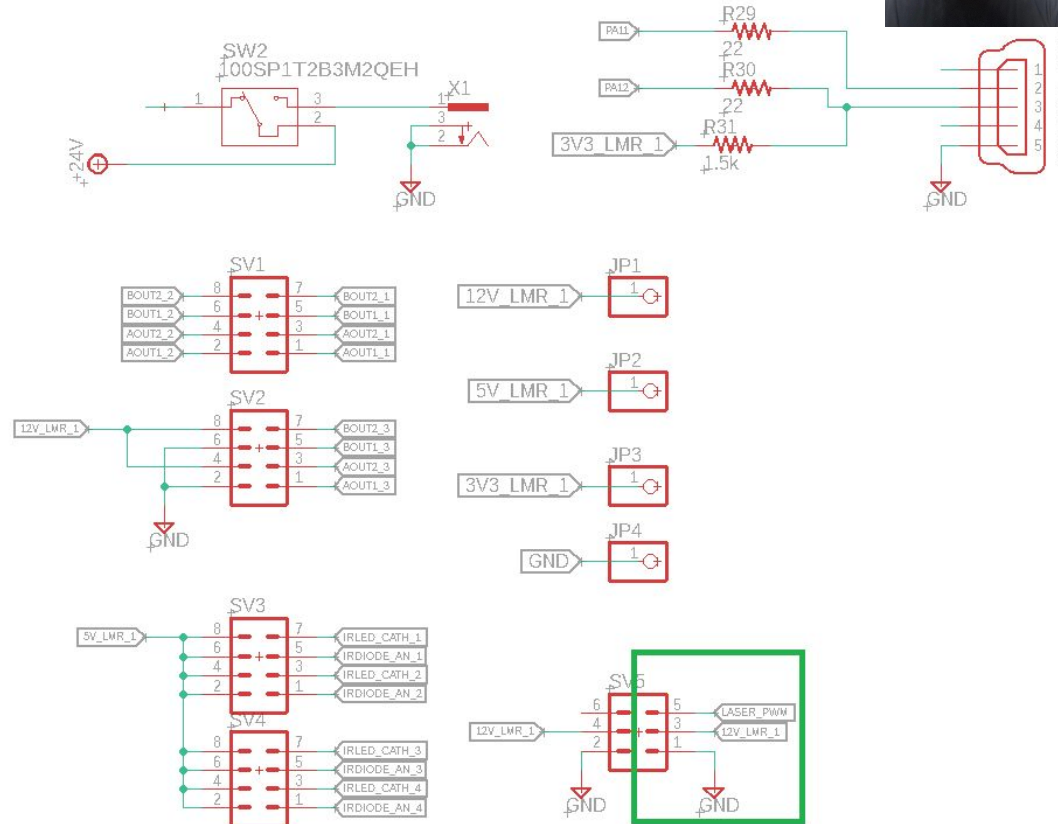 SW2
100SP1T2B3M2QEH
1
3
2
+24V
X1
1
3
2
GND
PA11
R29
22
PA12
R30
22
3V3_LMR_1
R31
1.5k
1
2
3
4
5
GND
SV1
BOUT2_2 8 7 BOUT2_1
BOUT1_2 6 5 BOUT1_1
AOUT2_2 4 3 AOUT2_1
AOUT1_2 2 1 AOUT1_1
SV2
12V_LMR_1 8 7 BOUT2_3
6 5 BOUT1_3
4 3 AOUT2_3
2 1 AOUT1_3
GND
JP1
12V_LMR_1 1
JP2
5V_LMR_1 1
JP3
3V3_LMR_1 1
JP4
GND 1
SV3
5V_LMR_1 8 7 IRLED_CATH_1
6 5 IRDIODE_AN_1
4 3 IRLED_CATH_2
2 1 IRDIODE_AN_2
SV4
8 7 IRLED_CATH_3
6 5 IRDIODE_AN_3
4 3 IRLED_CATH_4
2 1 IRDIODE_AN_4
SV5
6 5 LASER_PWM
12V_LMR_1 4 3 12V_LMR_1
2 1
GND GND